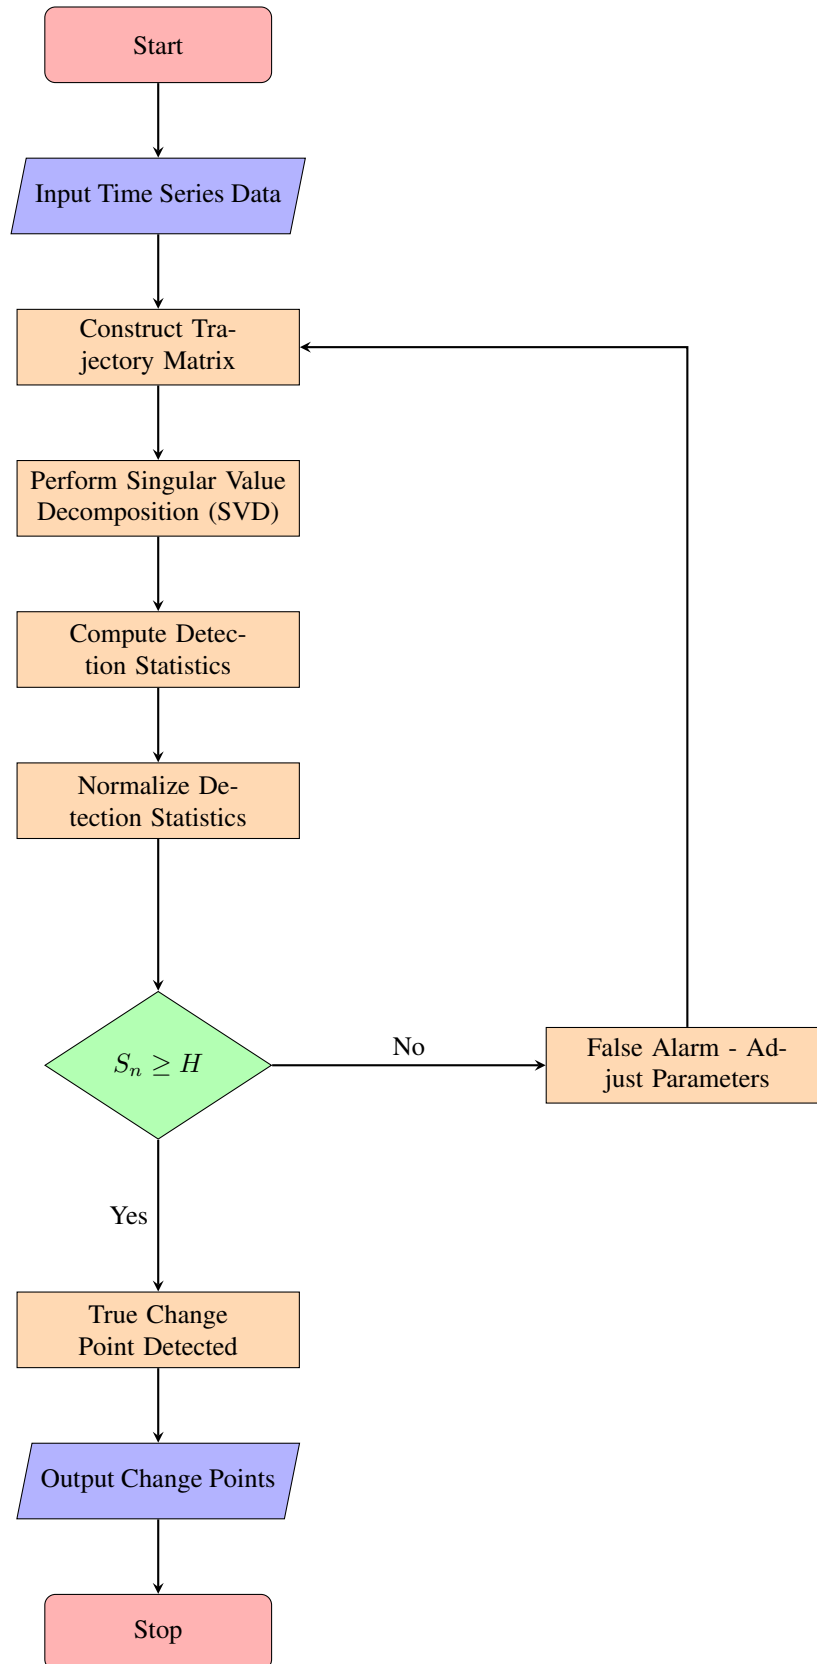 Start
Input Time Series Data
Construct Tra-
jectory Matrix
Perform Singular Value
Decomposition (SVD)
Compute Detec-
tion Statistics
Normalize De-
tection Statistics
$S_n \geq H$
No
False Alarm - Ad-
just Parameters
Yes
True Change
Point Detected
Output Change Points
Stop